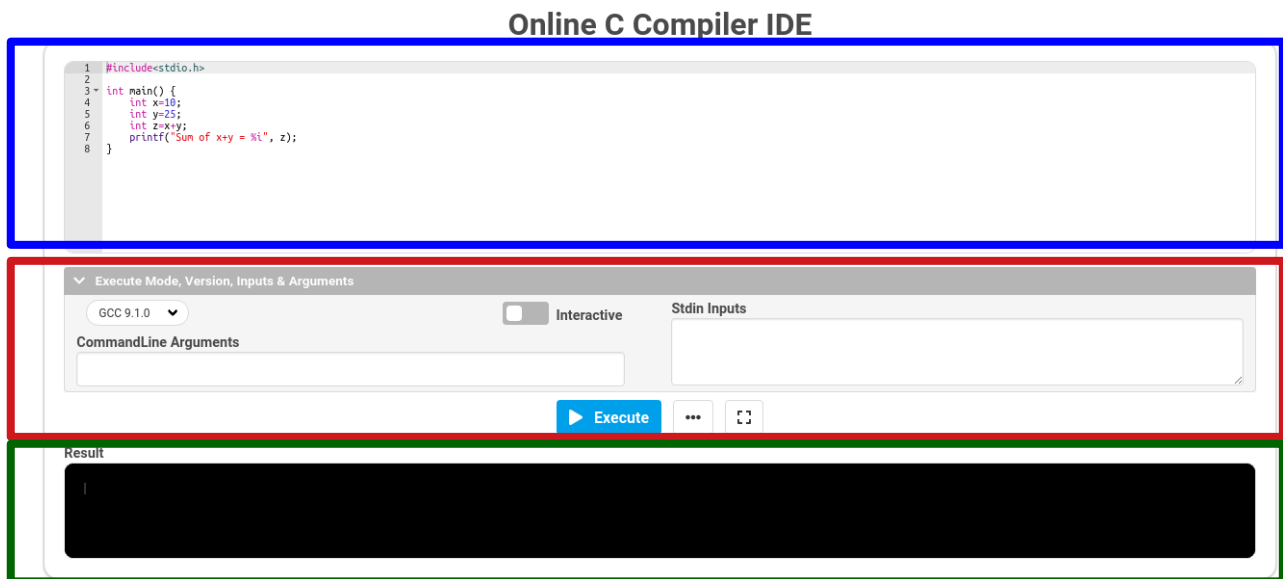 Online C Compiler IDE
1 #include<stdio.h>
2
3 int main() {
4     int x=10;
5     int y=25;
6     int z=x+y;
7     printf("Sum of x+y = %i", z);
8 }
Execute Mode, Version, Inputs & Arguments
GCC 9.1.0
Interactive
Stdin Inputs
CommandLine Arguments
Execute
Result